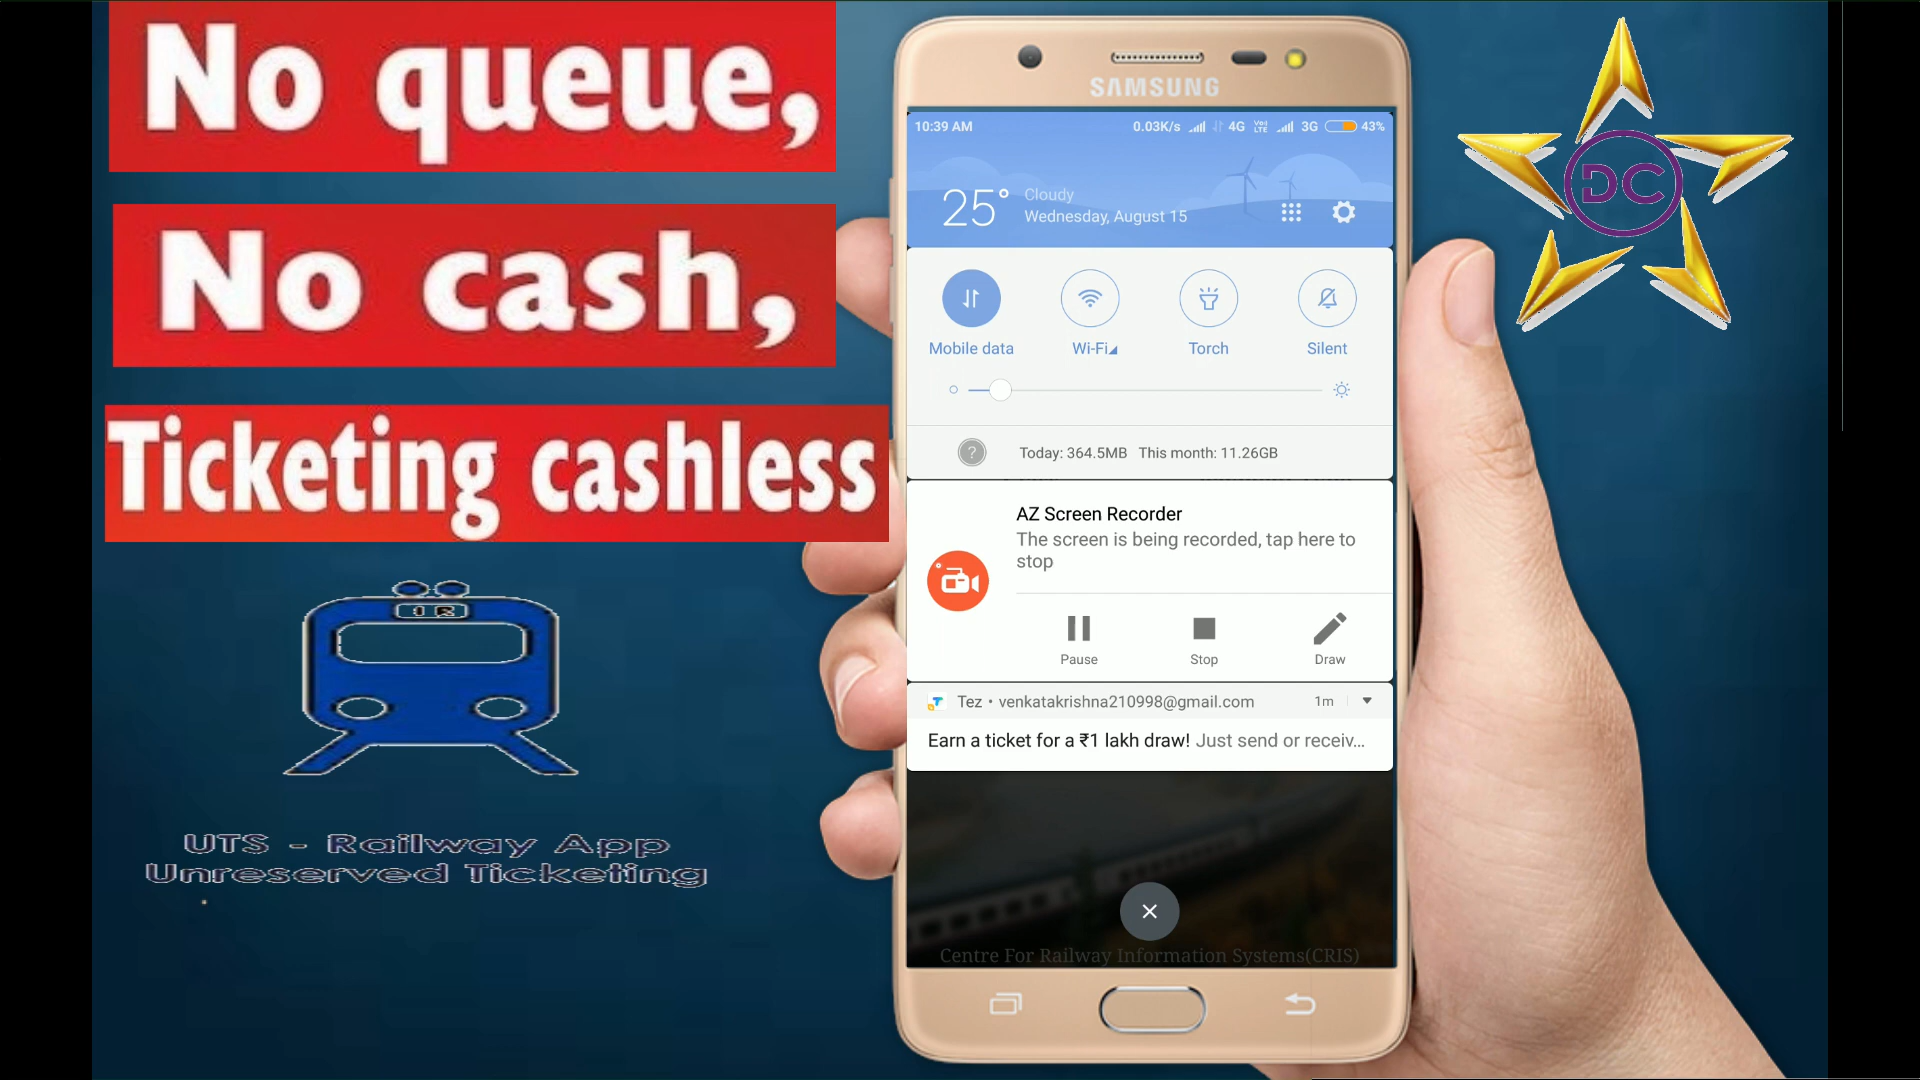 No queue,
No cash,
Ticketing cashless
IR
UTS - Railway App
Unreserved Ticketing
SAMSUNG
10:39 AM 0.03K/s 4G Vo LTE 3G 43%
25° Cloudy
Wednesday, August 15
Mobile data Wi-Fi Torch Silent
? Today: 364.5MB This month: 11.26GB
AZ Screen Recorder
The screen is being recorded, tap here to
stop
Pause Stop Draw
Tez • venkatakrishna210998@gmail.com 1m
Earn a ticket for a ₹1 lakh draw! Just send or receiv...
Centre For Railway Information Systems(CRIS)
DC